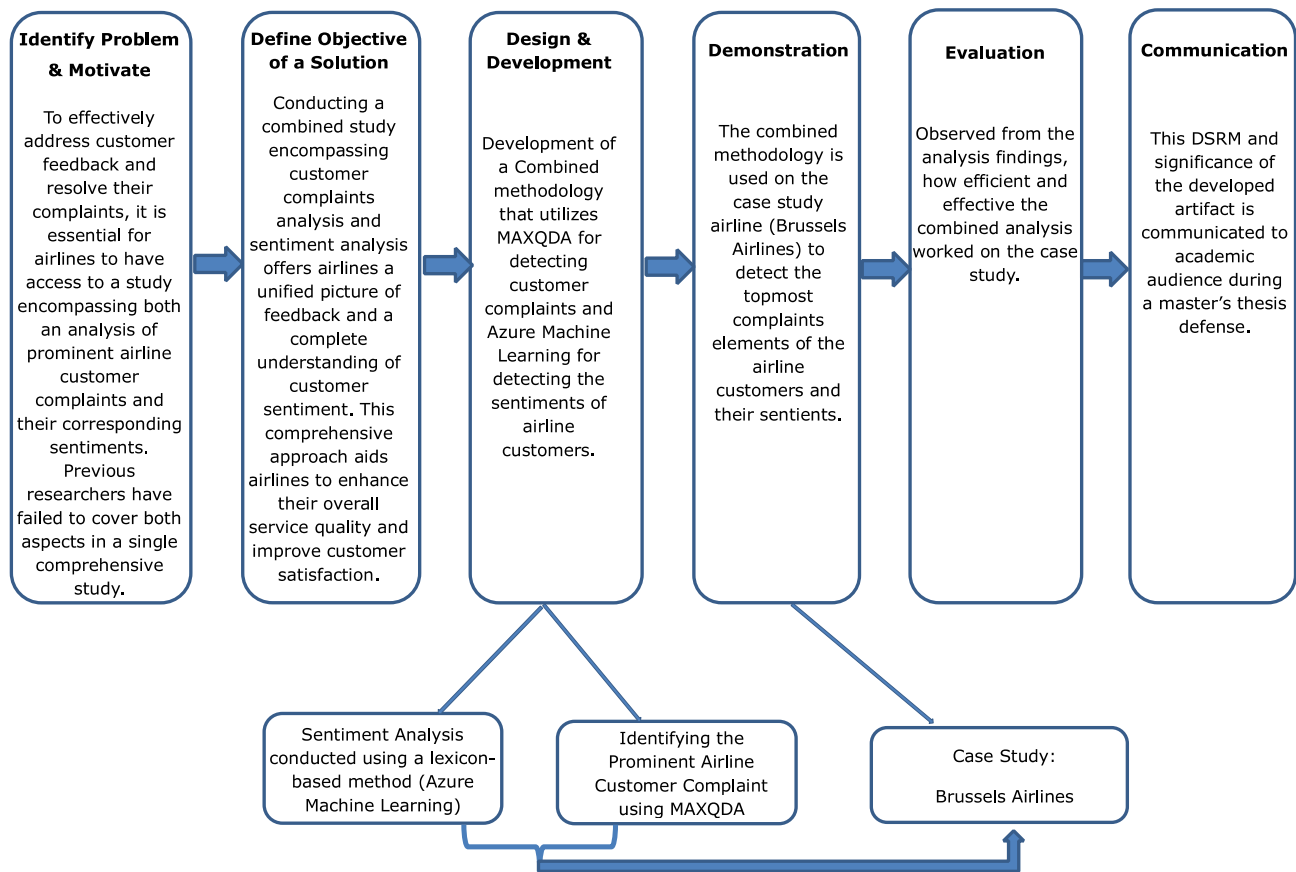 Identify Problem
& Motivate
To effectively
address customer
feedback and
resolve their
complaints, it is
essential for
airlines to have
access to a study
encompassing both
an analysis of
prominent airline
customer
complaints and
their corresponding
sentiments.
Previous
researchers have
failed to cover both
aspects in a single
comprehensive
study.
Define Objective
of a Solution
Conducting a
combined study
encompassing
customer
complaints
analysis and
sentiment analysis
offers airlines a
unified picture of
feedback and a
complete
understanding of
customer
sentiment. This
comprehensive
approach aids
airlines to enhance
their overall
service quality and
improve customer
satisfaction.
Design &
Development
Development of
a Combined
methodology
that utilizes
MAXQDA for
detecting
customer
complaints and
Azure Machine
Learning for
detecting the
sentiments of
airline
customers.
Demonstration
The combined
methodology is
used on the
case study
airline (Brussels
Airlines) to
detect the
topmost
complaints
elements of the
airline
customers and
their sentients.
Evaluation
Observed from the
analysis findings,
how efficient and
effective the
combined analysis
worked on the case
study.
Communication
This DSRM and
significance of
the developed
artifact is
communicated to
academic
audience during
a master's thesis
defense.
Sentiment Analysis
conducted using a lexicon-
based method (Azure
Machine Learning)
Identifying the
Prominent Airline
Customer Complaint
using MAXQDA
Case Study:
Brussels Airlines